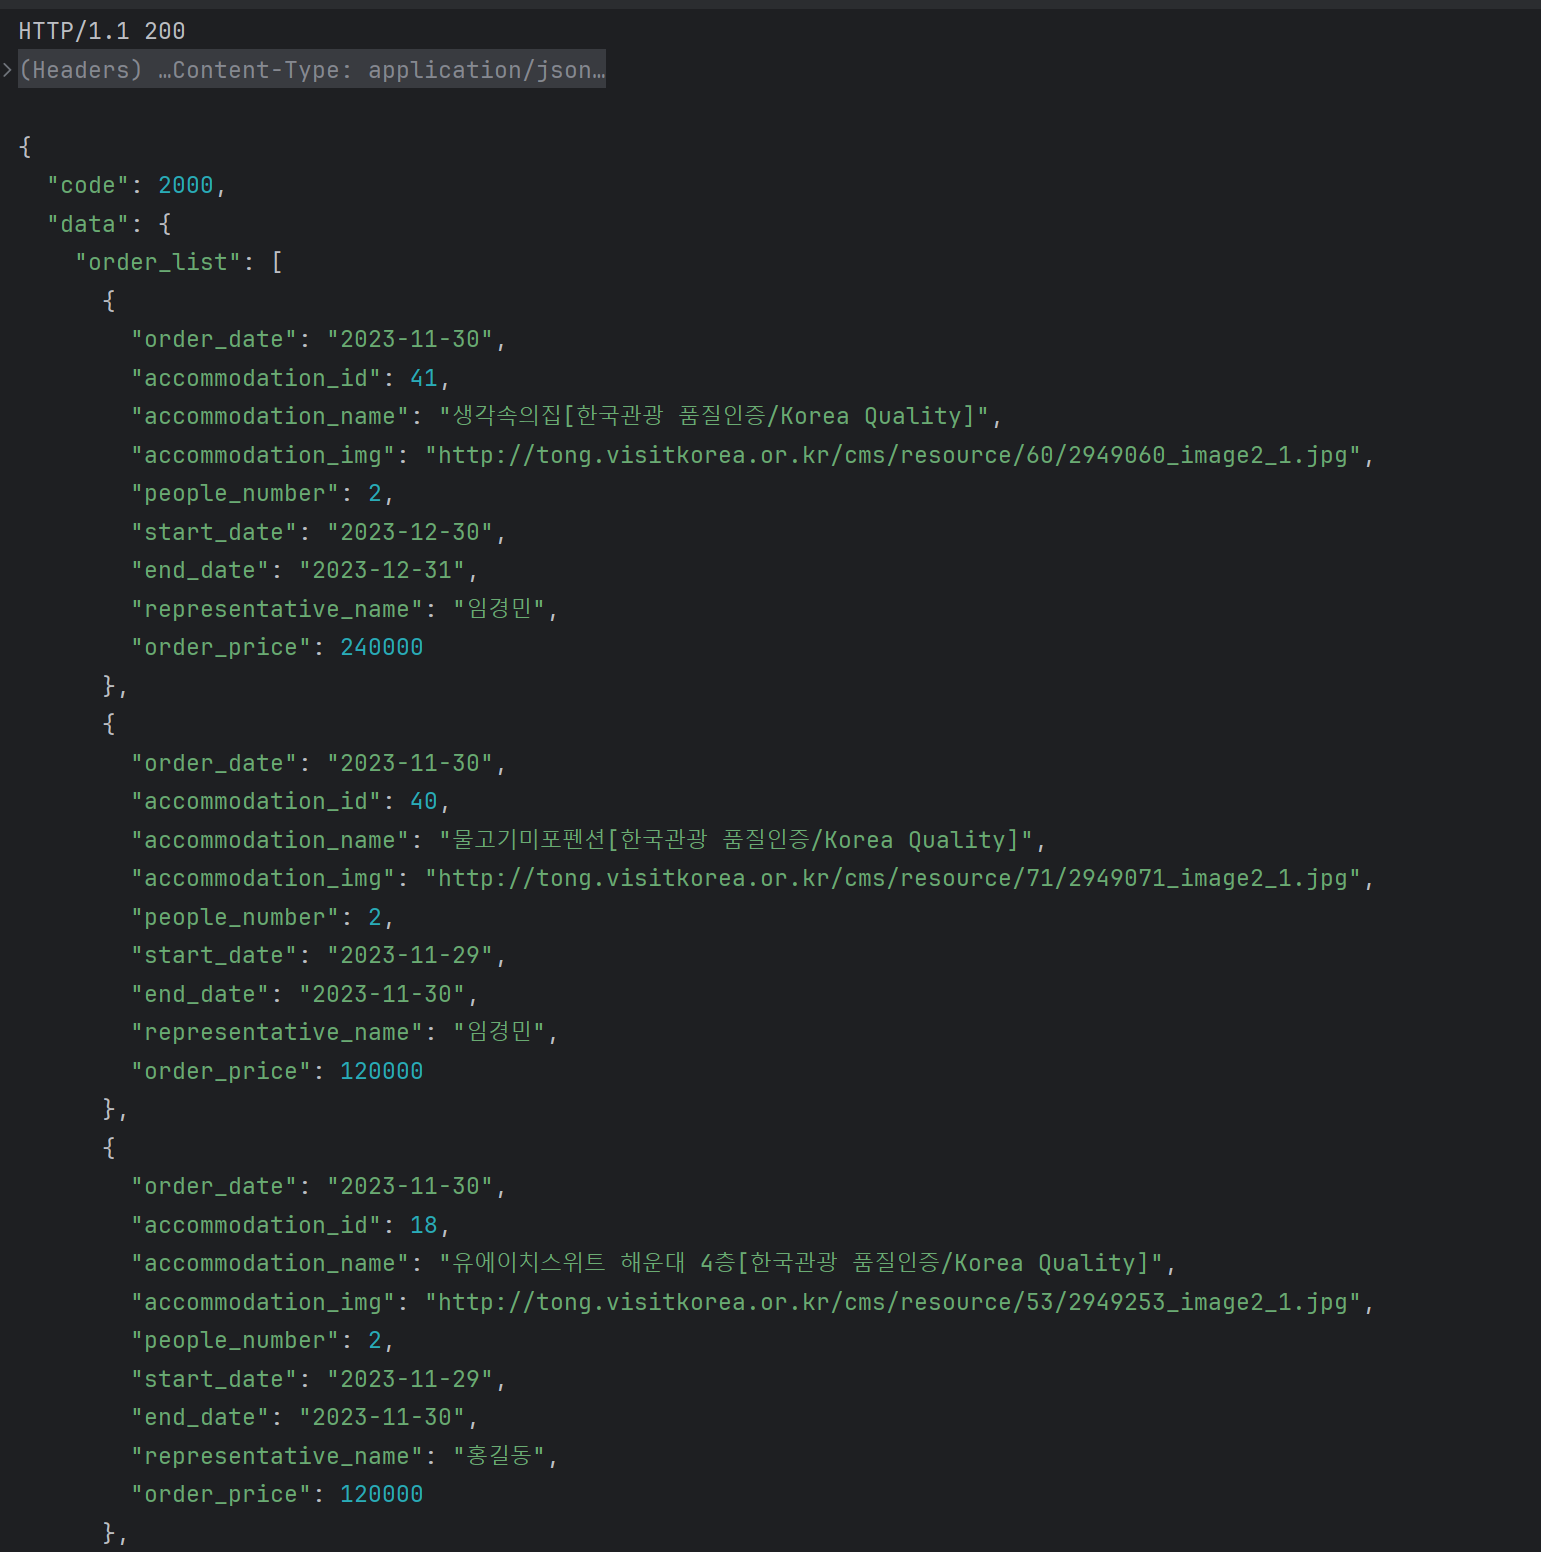 HTTP/1.1 200
(Headers) …Content-Type: application/json…
{
"code": 2000,
"data": {
"order_list": [
{
"order_date": "2023-11-30",
"accommodation_id": 41,
"accommodation_name": "생각속의집[한국관광 품질인증/Korea Quality]",
"accommodation_img": "http://tong.visitkorea.or.kr/cms/resource/60/2949060_image2_1.jpg",
"people_number": 2,
"start_date": "2023-12-30",
"end_date": "2023-12-31",
"representative_name": "임경민",
"order_price": 240000
},
{
"order_date": "2023-11-30",
"accommodation_id": 40,
"accommodation_name": "물고기미포펜션[한국관광 품질인증/Korea Quality]",
"accommodation_img": "http://tong.visitkorea.or.kr/cms/resource/71/2949071_image2_1.jpg",
"people_number": 2,
"start_date": "2023-11-29",
"end_date": "2023-11-30",
"representative_name": "임경민",
"order_price": 120000
},
{
"order_date": "2023-11-30",
"accommodation_id": 18,
"accommodation_name": "유에이치스위트 해운대 4층[한국관광 품질인증/Korea Quality]",
"accommodation_img": "http://tong.visitkorea.or.kr/cms/resource/53/2949253_image2_1.jpg",
"people_number": 2,
"start_date": "2023-11-29",
"end_date": "2023-11-30",
"representative_name": "홍길동",
"order_price": 120000
},